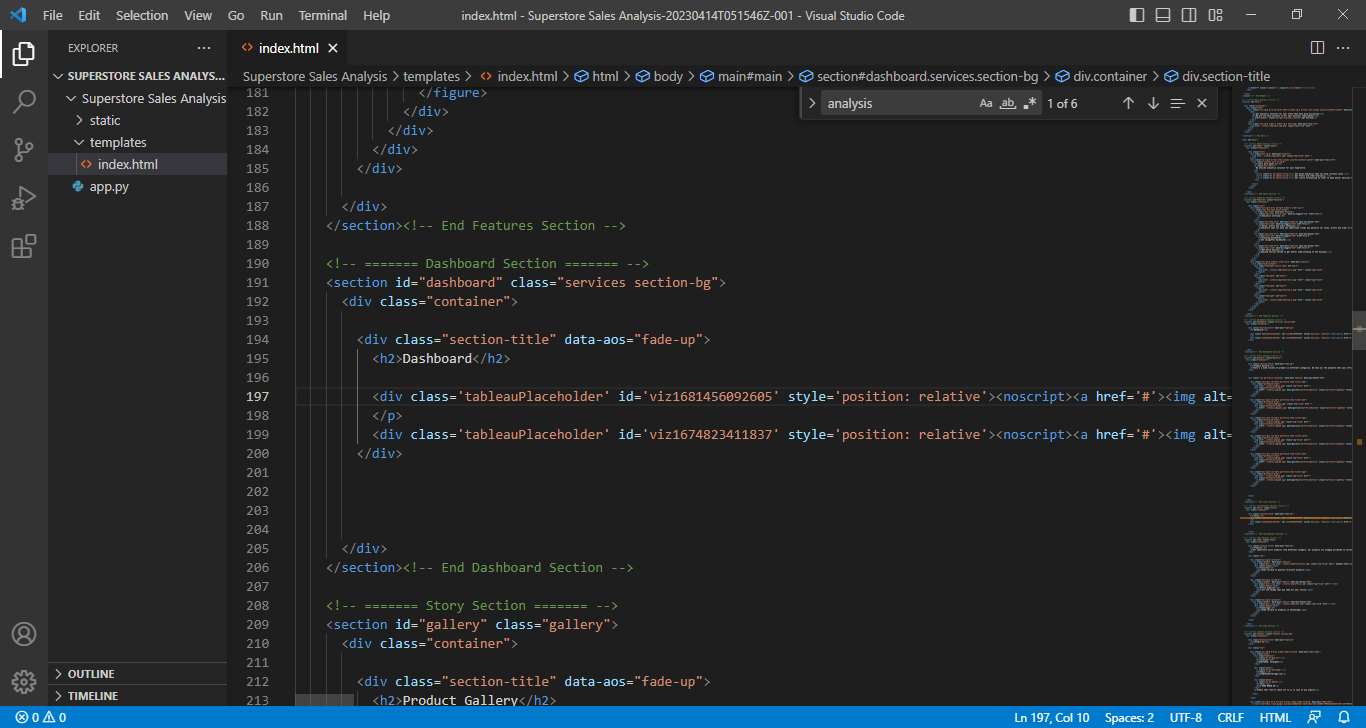 File Edit Selection View Go Run Terminal Help index.html - Superstore Sales Analysis-20230414T051546Z-001 - Visual Studio Code
EXPLORER ···
SUPERSTORE SALES ANALYS...
Superstore Sales Analysis
static
templates
<> index.html
app.py
OUTLINE
TIMELINE
<> index.html
Superstore Sales Analysis > templates > <> index.html > html > body > main#main > section#dashboard.services.section-bg > div.container > div.section-title
analysis Aa ab, .* 1 of 6
181 </figure>
182 </div>
183 </div>
184 </div>
185 </div>
186
187 </div>
188 </section><!-- End Features Section -->
189
190 <!-- ======= Dashboard Section ======= -->
191 <section id="dashboard" class="services section-bg">
192 <div class="container">
193
194 <div class="section-title" data-aos="fade-up">
195 <h2>Dashboard</h2>
196
197 <div class='tableauPlaceholder' id='viz1681456092605' style='position: relative'><noscript><a href='#'><img alt=
198 </p>
199 <div class='tableauPlaceholder' id='viz1674823411837' style='position: relative'><noscript><a href='#'><img alt=
200 </div>
201
202
203
204
205 </div>
206 </section><!-- End Dashboard Section -->
207
208 <!-- ======= Story Section ======= -->
209 <section id="gallery" class="gallery">
210 <div class="container">
211
212 <div class="section-title" data-aos="fade-up">
213 <h2>Product Gallery</h2>
0 0 Ln 197, Col 10 Spaces: 2 UTF-8 CRLF HTML